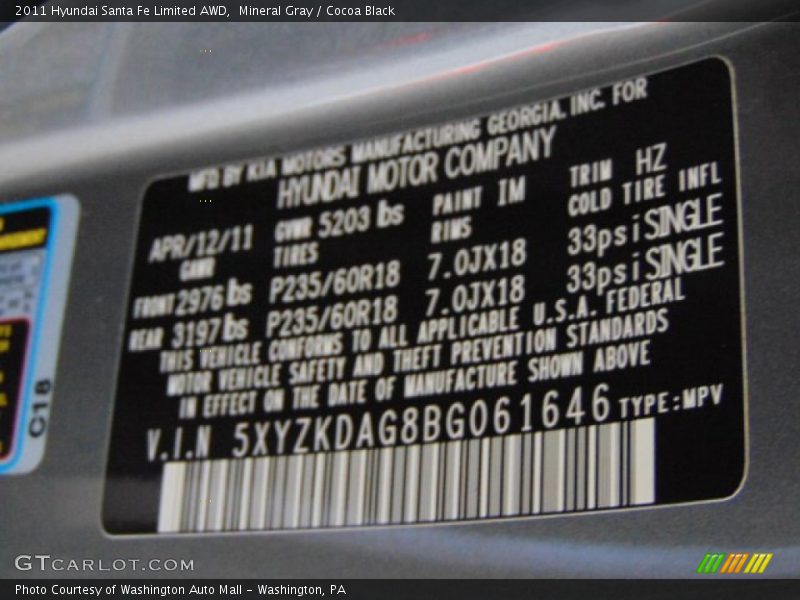 2011 Hyundai Santa Fe Limited AWD, Mineral Gray / Cocoa Black
MFD BY KIA MOTORS MANUFACTURING GEORGIA. INC. FOR
HYUNDAI MOTOR COMPANY
APR/12/11 GVWR 5203 lbs PAINT IM TRIM HZ
GAWR TIRES RIMS COLD TIRE INFL
FRONT 2976 lbs P235/60R18 7.0JX18 33psi SINGLE
REAR 3197 lbs P235/60R18 7.0JX18 33psi SINGLE
THIS VEHICLE CONFORMS TO ALL APPLICABLE U.S.A. FEDERAL
MOTOR VEHICLE SAFETY AND THEFT PREVENTION STANDARDS
IN EFFECT ON THE DATE OF MANUFACTURE SHOWN ABOVE
V.I.N 5XYZKDAG8BG061646 TYPE:MPV
C18
GTCARLOT.COM
Photo Courtesy of Washington Auto Mall – Washington, PA